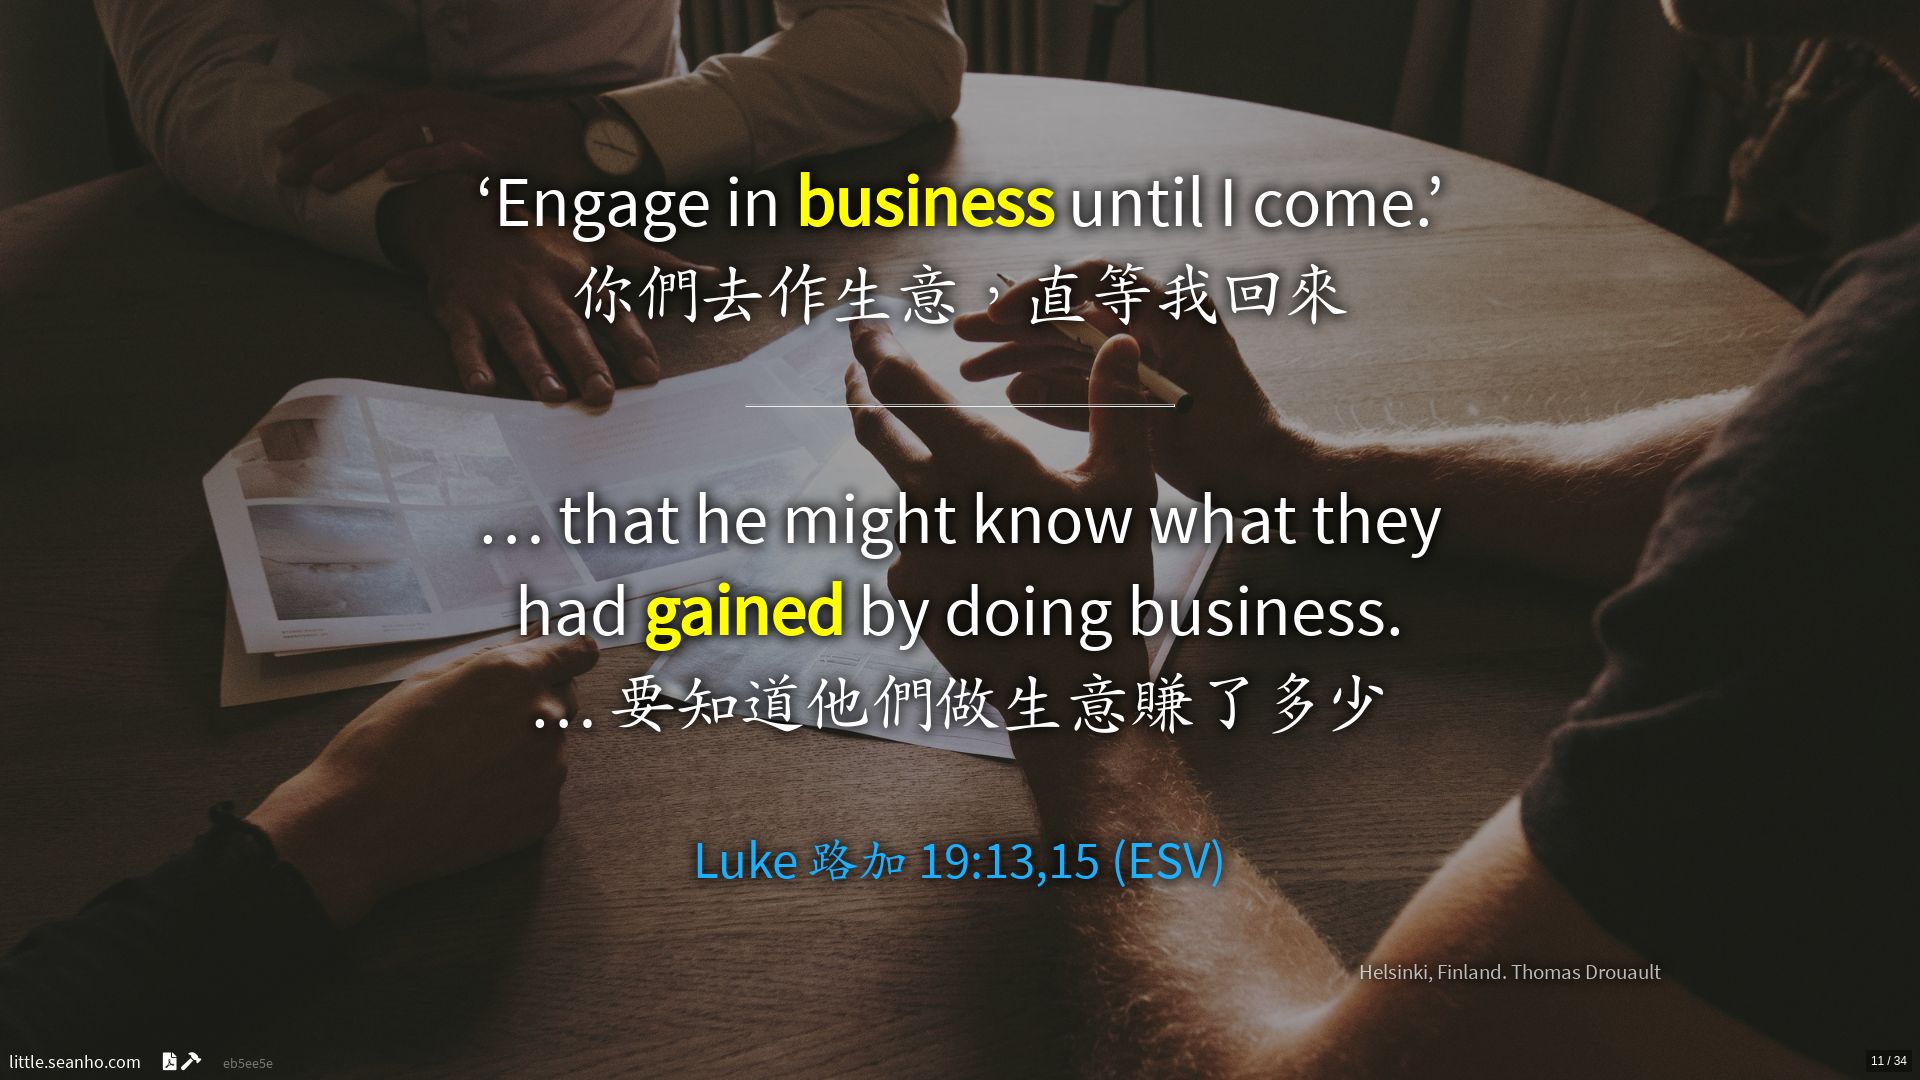 ‘Engage in business until I come.’
你們去作生意，直等我回來
… that he might know what they
had gained by doing business.
… 要知道他們做生意賺了多少
Luke 路加 19:13,15 (ESV)
Helsinki, Finland. Thomas Drouault
little.seanho.com eb5ee5e
11 / 34